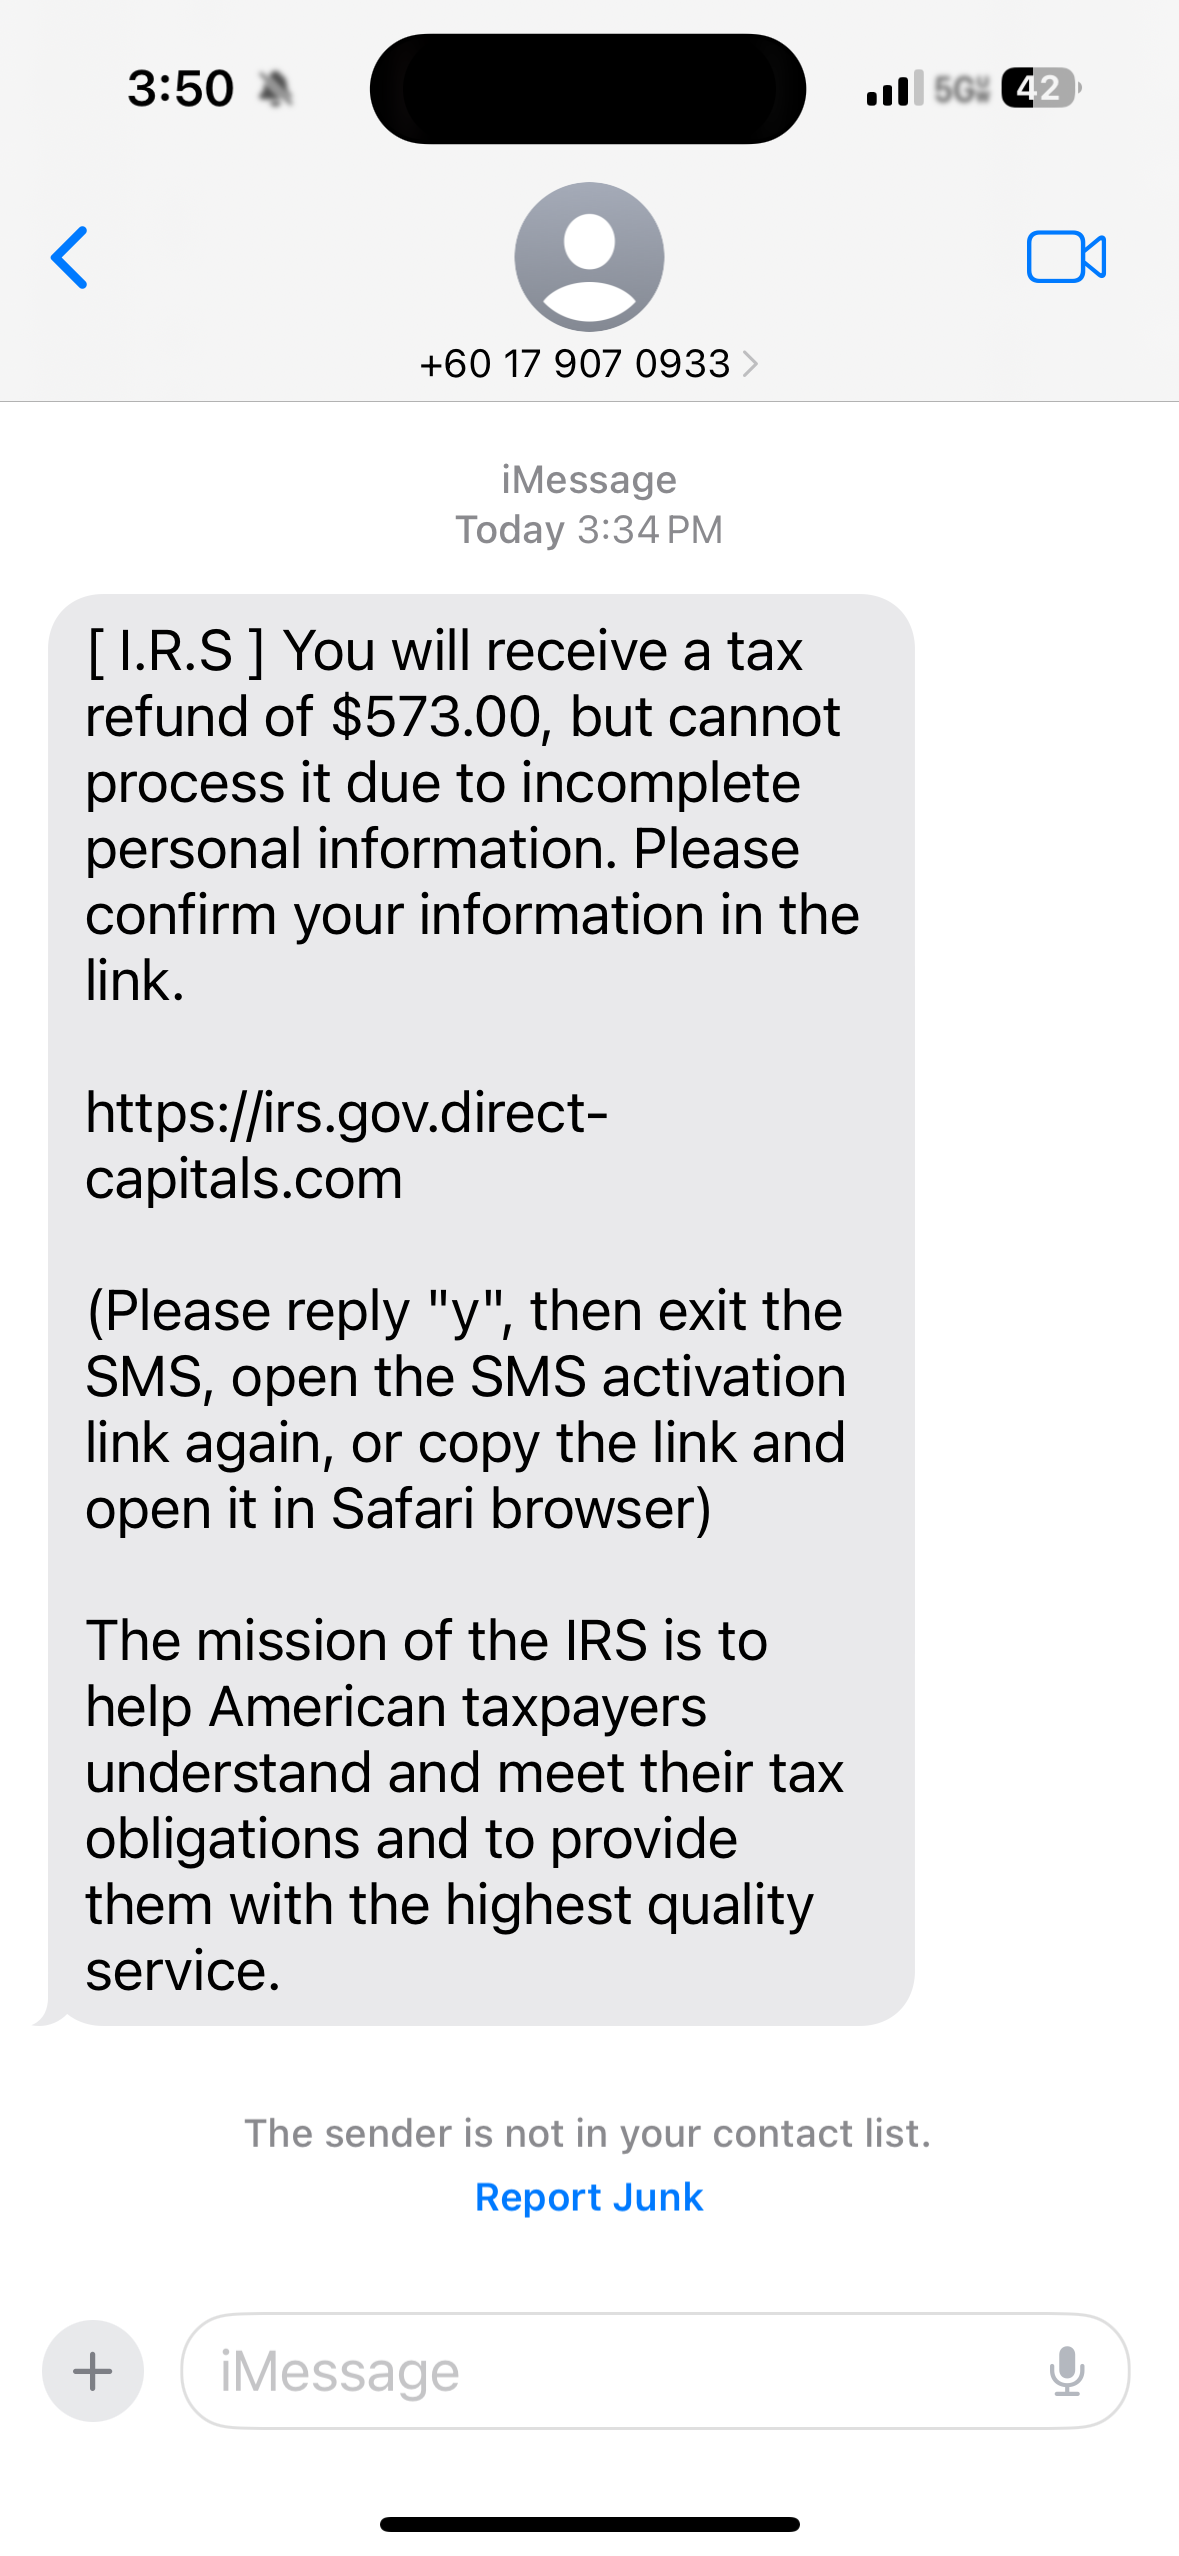 3:50
5G
42
+60 17 907 0933
iMessage
Today 3:34 PM
[ I.R.S ] You will receive a tax
refund of $573.00, but cannot
process it due to incomplete
personal information. Please
confirm your information in the
link.
https://irs.gov.direct-
capitals.com
(Please reply "y", then exit the
SMS, open the SMS activation
link again, or copy the link and
open it in Safari browser)
The mission of the IRS is to
help American taxpayers
understand and meet their tax
obligations and to provide
them with the highest quality
service.
The sender is not in your contact list.
Report Junk
iMessage